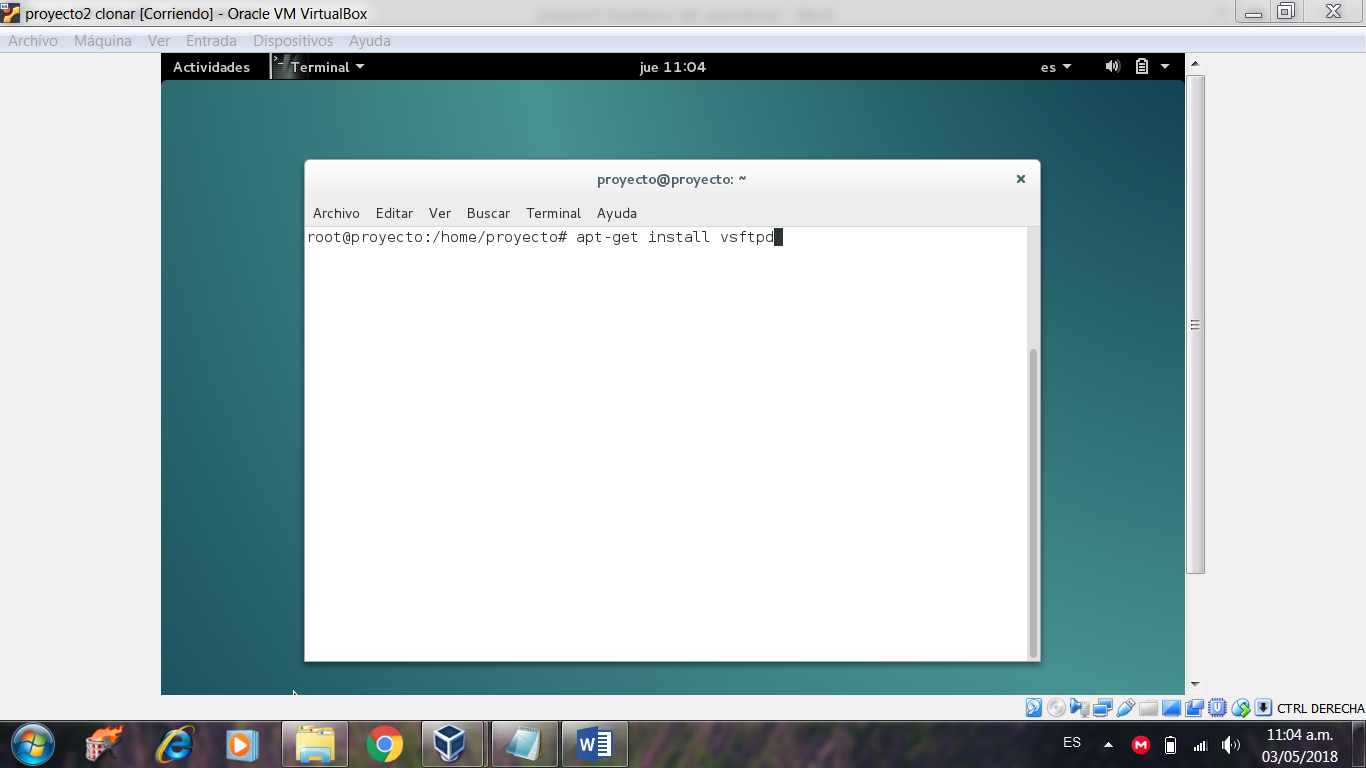 proyecto2 clonar [Corriendo] - Oracle VM VirtualBox
Archivo Máquina Ver Entrada Dispositivos Ayuda
Actividades Terminal jue 11:04 es
proyecto@proyecto: ~
Archivo Editar Ver Buscar Terminal Ayuda
root@proyecto:/home/proyecto# apt-get install vsftpd
CTRL DERECHA
ES 11:04 a.m.
03/05/2018